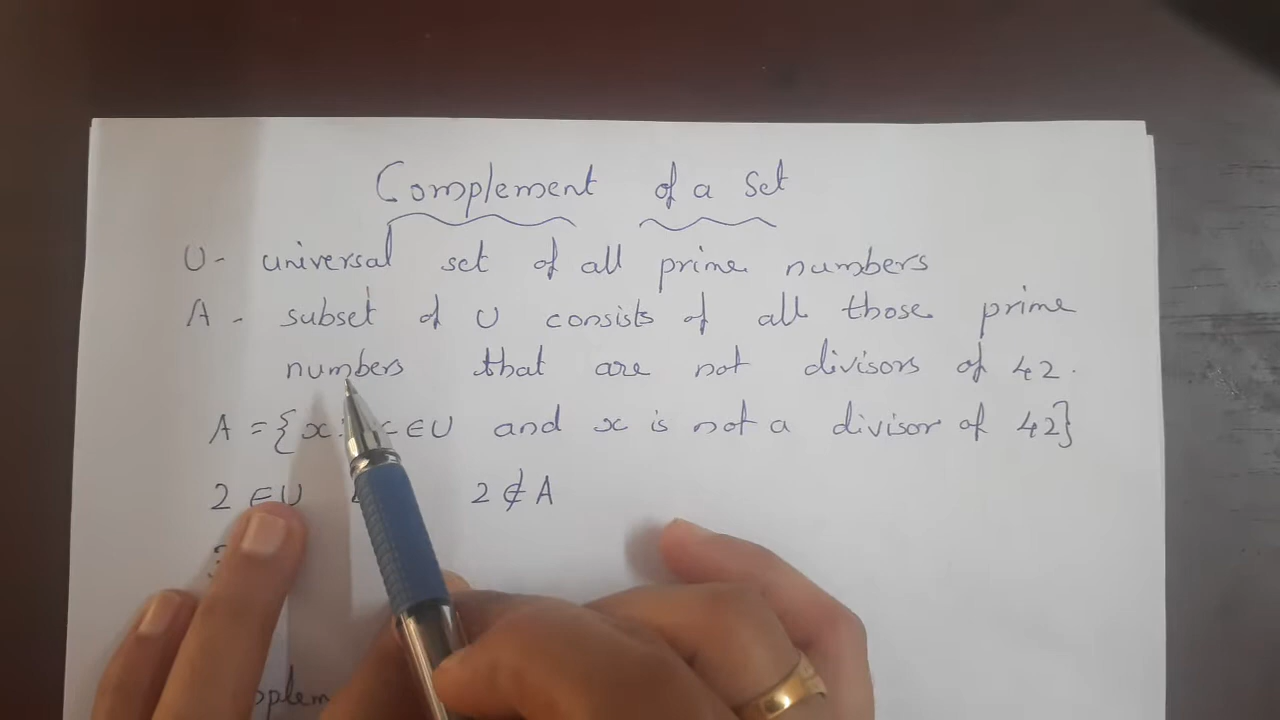 Complement of a Set
U - universal set of all prime numbers
A - subset of U consists of all those prime
numbers that are not divisors of 42.
A = { x: x ∈ U and x is not a divisor of 42}
2 ∈ U 2 ∉ A
3